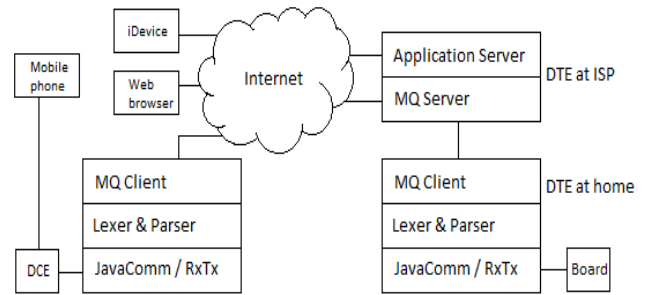 iDevice
Mobile
phone
Web
browser
Internet
Application Server
MQ Server
DTE at ISP
MQ Client
Lexer & Parser
JavaComm / RxTx
DCE
MQ Client
Lexer & Parser
JavaComm / RxTx
DTE at home
Board